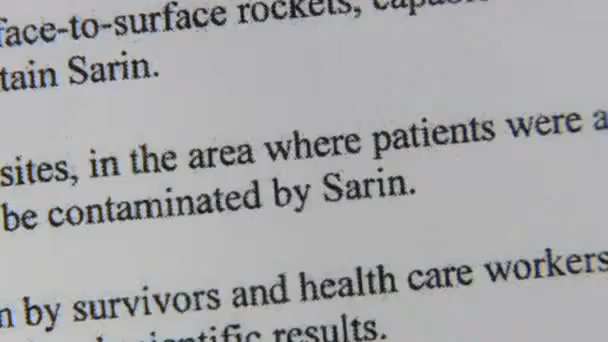 face-to-surface rockets,
tain Sarin.
sites, in the area where patients were a
be contaminated by Sarin.
n by survivors and health care workers
results.